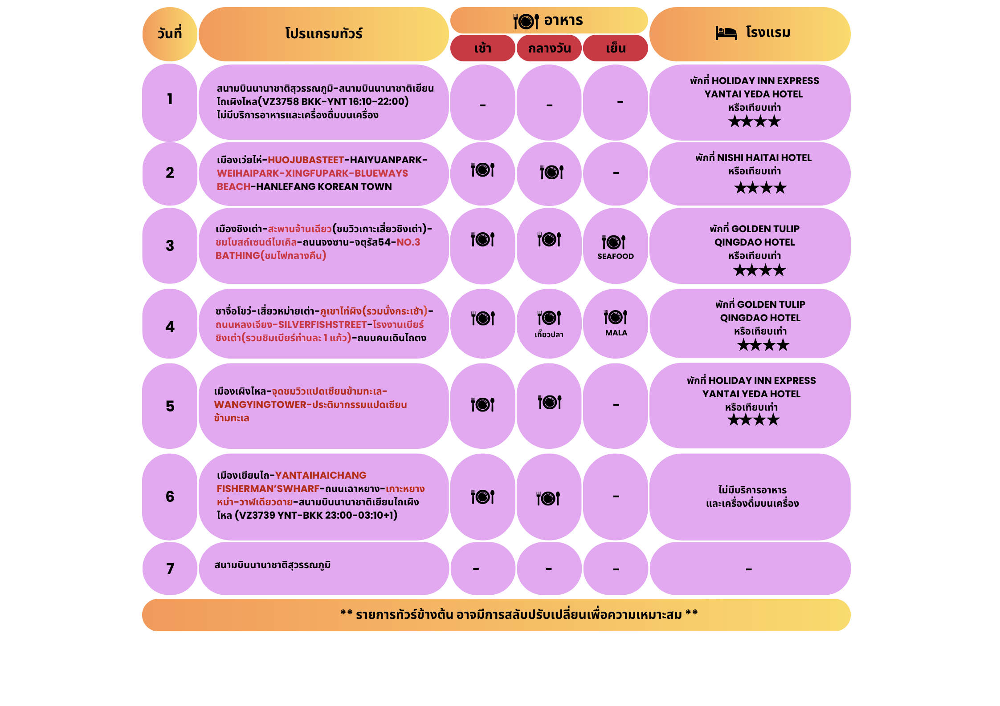 วันที่
โปรแกรมทัวร์
อาหาร
เช้า
กลางวัน
เย็น
โรงแรม
1
สนามบินนานาชาติสุวรรณภูมิ-สนามบินนานาชาติเยียน
ไถเผิงไหล(VZ3758 BKK-YNT 16:10-22:00)
ไม่มีบริการอาหารและเครื่องดื่มบนเครื่อง
-
-
-
พักที่ HOLIDAY INN EXPRESS
YANTAI YEDA HOTEL
หรือเทียบเท่า
★★★★
2
เมืองเว่ยไห่-HUOJUBASTEET-HAIYUANPARK-
WEIHAIPARK-XINGFUPARK-BLUEWAYS
BEACH-HANLEFANG KOREAN TOWN
-
พักที่ NISHI HAITAI HOTEL
หรือเทียบเท่า
★★★★
3
เมืองชิงเต่า-สะพานจ้านเฉียว(ชมวิวเกาะเสี่ยวชิงเต่า)-
ชมโบสถ์เซนต์ไมเคิล-ถนนจงซาน-จตุรัส54-NO.3
BATHING(ชมไฟกลางคืน)
SEAFOOD
พักที่ GOLDEN TULIP
QINGDAO HOTEL
หรือเทียบเท่า
★★★★
4
ซาจื่อโขว่-เสี่ยวหม่ายเต่า-ภูเขาไท่ผิง(รวมนั่งกระเช้า)-
ถนนหลงเจียง-SILVERFISHSTREET-โรงงานเบียร์
ชิงเต่า(รวมชิมเบียร์ท่านละ 1 แก้ว)-ถนนคนเดินไถตง
เกี๊ยวปลา
MALA
พักที่ GOLDEN TULIP
QINGDAO HOTEL
หรือเทียบเท่า
★★★★
5
เมืองเผิงไหล-จุดชมวิวแปดเซียนข้ามทะเล-
WANGYINGTOWER-ประติมากรรมแปดเซียน
ข้ามทะเล
-
พักที่ HOLIDAY INN EXPRESS
YANTAI YEDA HOTEL
หรือเทียบเท่า
★★★★
6
เมืองเยียนไถ-YANTAIHAICHANG
FISHERMAN’SWHARF-ถนนเฉาหยาง-เกาะหยาง
หม่า-วาฬเดียวดาย-สนามบินนานาชาติเยียนไถเผิง
ไหล (VZ3739 YNT-BKK 23:00-03:10+1)
-
ไม่มีบริการอาหาร
และเครื่องดื่มบนเครื่อง
7
สนามบินนานาชาติสุวรรณภูมิ
-
-
-
-
** รายการทัวร์ข้างต้น อาจมีการสลับปรับเปลี่ยนเพื่อความเหมาะสม **